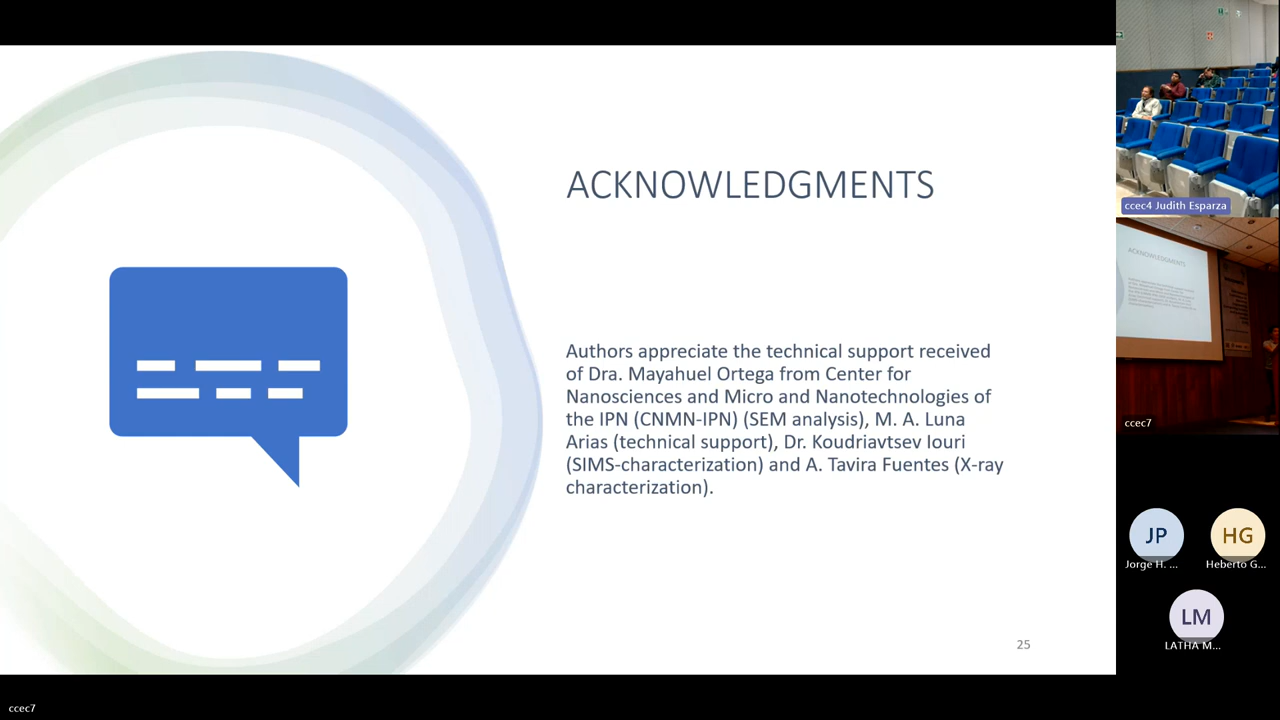 ACKNOWLEDGMENTS
Authors appreciate the technical support received
of Dra. Mayahuel Ortega from Center for
Nanosciences and Micro and Nanotechnologies of
the IPN (CNMN-IPN) (SEM analysis), M. A. Luna
Arias (technical support), Dr. Koudriavtsev Iouri
(SIMS-characterization) and A. Tavira Fuentes (X-ray
characterization).
25
ccec4 Judith Esparza
ACKNOWLEDGMENTS
ccec7
JP
HG
Jorge H. ...
Heberto G...
LM
LATHA M...
ccec7